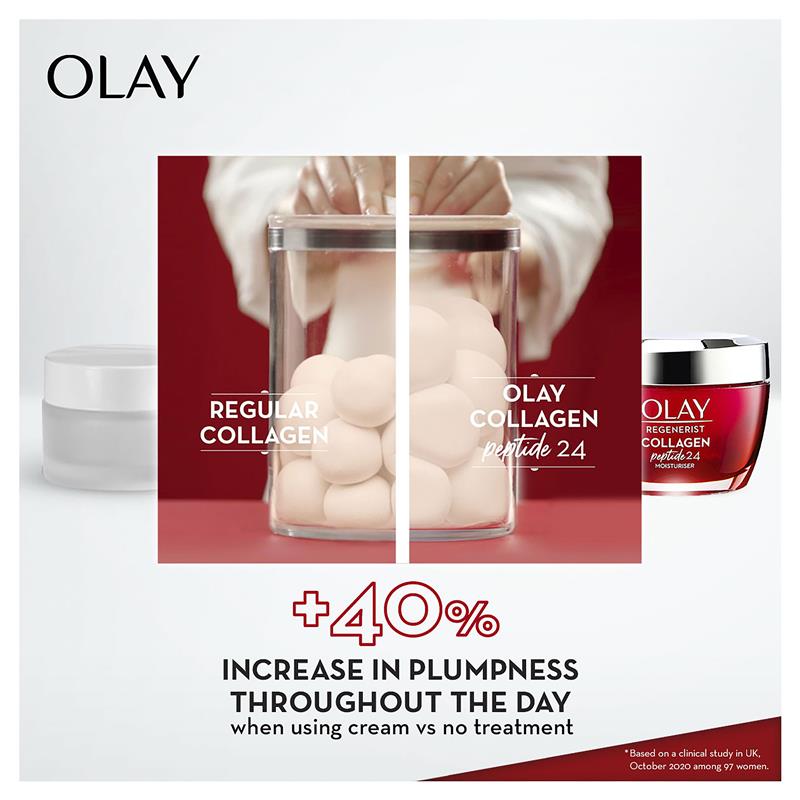 OLAY
REGULAR
COLLAGEN
OLAY
COLLAGEN
peptide 24
OLAY
REGENERIST
COLLAGEN
peptide 24
MOISTURISER
+40%
INCREASE IN PLUMPNESS
THROUGHOUT THE DAY
when using cream vs no treatment
*Based on a clinical study in UK,
October 2020 among 97 women.